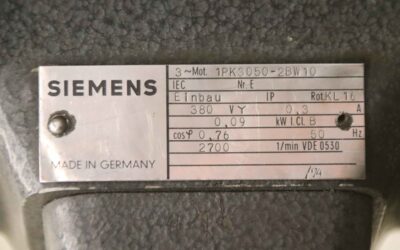 SIEMENS
MADE IN GERMANY
3~Mot. 1PK3050-2BW10
IEC Nr.E
Einbau IP Rot.KL 16
380 VY 0,3 A
0,09 kW I.CL B
cosφ 0,76 50 Hz
2700 1/min VDE 0530